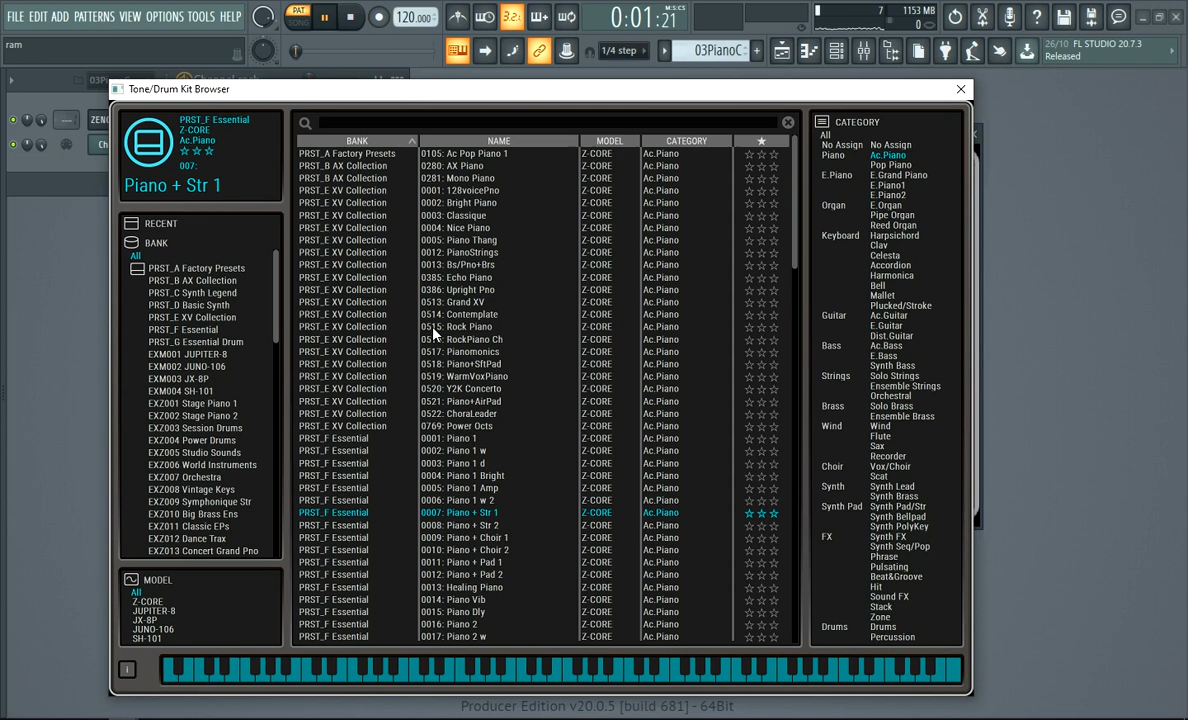 FILE EDIT ADD PATTERNS VIEW OPTIONS TOOLS HELP
PAT
SONG
120.000
3.2:
0:01:21
M:S:CS
7
1153 MB
0
ram
1/4 step
03PianoC
26/10 FL STUDIO 20.7.3
Released
Tone/Drum Kit Browser
PRST_F Essential
Z-CORE
Ac.Piano
007:
Piano + Str 1
RECENT
BANK
All
PRST_A Factory Presets
PRST_B AX Collection
PRST_C Synth Legend
PRST_D Basic Synth
PRST_E XV Collection
PRST_F Essential
PRST_G Essential Drum
EXM001 JUPITER-8
EXM002 JUNO-106
EXM003 JX-8P
EXM004 SH-101
EXZ001 Stage Piano 1
EXZ002 Stage Piano 2
EXZ003 Session Drums
EXZ004 Power Drums
EXZ005 Studio Sounds
EXZ006 World Instruments
EXZ007 Orchestra
EXZ008 Vintage Keys
EXZ009 Symphonique Str
EXZ010 Big Brass Ens
EXZ011 Classic EPs
EXZ012 Dance Trax
EXZ013 Concert Grand Pno
MODEL
All
Z-CORE
JUPITER-8
JX-8P
JUNO-106
SH-101
BANK NAME MODEL CATEGORY
PRST_A Factory Presets 0105: Ac Pop Piano 1 Z-CORE Ac.Piano
PRST_B AX Collection 0280: AX Piano Z-CORE Ac.Piano
PRST_B AX Collection 0281: Mono Piano Z-CORE Ac.Piano
PRST_E XV Collection 0001: 128voicePno Z-CORE Ac.Piano
PRST_E XV Collection 0002: Bright Piano Z-CORE Ac.Piano
PRST_E XV Collection 0003: Classique Z-CORE Ac.Piano
PRST_E XV Collection 0004: Nice Piano Z-CORE Ac.Piano
PRST_E XV Collection 0005: Piano Thang Z-CORE Ac.Piano
PRST_E XV Collection 0012: PianoStrings Z-CORE Ac.Piano
PRST_E XV Collection 0013: Bs/Pno+Brs Z-CORE Ac.Piano
PRST_E XV Collection 0385: Echo Piano Z-CORE Ac.Piano
PRST_E XV Collection 0386: Upright Pno Z-CORE Ac.Piano
PRST_E XV Collection 0513: Grand XV Z-CORE Ac.Piano
PRST_E XV Collection 0514: Contemplate Z-CORE Ac.Piano
PRST_E XV Collection 0515: Rock Piano Z-CORE Ac.Piano
PRST_E XV Collection RockPiano Ch Z-CORE Ac.Piano
PRST_E XV Collection 0517: Pianomonics Z-CORE Ac.Piano
PRST_E XV Collection 0518: Piano+SftPad Z-CORE Ac.Piano
PRST_E XV Collection 0519: WarmVoxPiano Z-CORE Ac.Piano
PRST_E XV Collection 0520: Y2K Concerto Z-CORE Ac.Piano
PRST_E XV Collection 0521: Piano+AirPad Z-CORE Ac.Piano
PRST_E XV Collection 0522: ChoraLeader Z-CORE Ac.Piano
PRST_E XV Collection 0769: Power Octs Z-CORE Ac.Piano
PRST_F Essential 0001: Piano 1 Z-CORE Ac.Piano
PRST_F Essential 0002: Piano 1 w Z-CORE Ac.Piano
PRST_F Essential 0003: Piano 1 d Z-CORE Ac.Piano
PRST_F Essential 0004: Piano 1 Bright Z-CORE Ac.Piano
PRST_F Essential 0005: Piano 1 Amp Z-CORE Ac.Piano
PRST_F Essential 0006: Piano 1 w 2 Z-CORE Ac.Piano
PRST_F Essential 0007: Piano + Str 1 Z-CORE Ac.Piano
PRST_F Essential 0008: Piano + Str 2 Z-CORE Ac.Piano
PRST_F Essential 0009: Piano + Choir 1 Z-CORE Ac.Piano
PRST_F Essential 0010: Piano + Choir 2 Z-CORE Ac.Piano
PRST_F Essential 0011: Piano + Pad 1 Z-CORE Ac.Piano
PRST_F Essential 0012: Piano + Pad 2 Z-CORE Ac.Piano
PRST_F Essential 0013: Healing Piano Z-CORE Ac.Piano
PRST_F Essential 0014: Piano Vib Z-CORE Ac.Piano
PRST_F Essential 0015: Piano Dly Z-CORE Ac.Piano
PRST_F Essential 0016: Piano 2 Z-CORE Ac.Piano
PRST_F Essential 0017: Piano 2 w Z-CORE Ac.Piano
CATEGORY
All
No Assign No Assign
Piano Ac.Piano
Pop Piano
E.Piano E.Grand Piano
E.Piano1
E.Piano2
Organ E.Organ
Pipe Organ
Reed Organ
Keyboard Harpsichord
Clav
Celesta
Accordion
Harmonica
Bell
Mallet
Plucked/Stroke
Guitar Ac.Guitar
E.Guitar
Dist.Guitar
Bass Ac.Bass
E.Bass
Synth Bass
Strings Solo Strings
Ensemble Strings
Orchestral
Brass Solo Brass
Ensemble Brass
Wind Wind
Flute
Sax
Recorder
Choir Vox/Choir
Scat
Synth Synth Lead
Synth Brass
Synth Pad Synth Pad/Str
Synth Bellpad
Synth PolyKey
FX Synth FX
Synth Seq/Pop
Phrase
Pulsating
Beat&Groove
Hit
Sound FX
Stack
Zone
Drums Drums
Percussion
i
Producer Edition v20.0.5 [build 681] - 64Bit